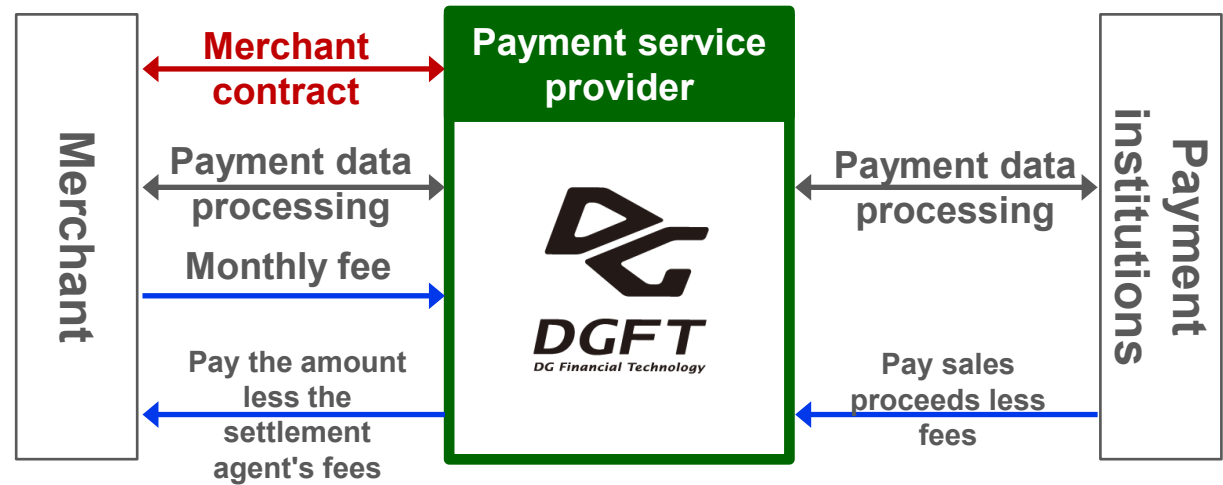 Merchant
Merchant
contract
Payment data
processing
Monthly fee
Pay the amount
less the
settlement
agent's fees
Payment service
provider
DGFT
DG Financial Technology
Payment data
processing
Pay sales
proceeds less
fees
Payment
institutions